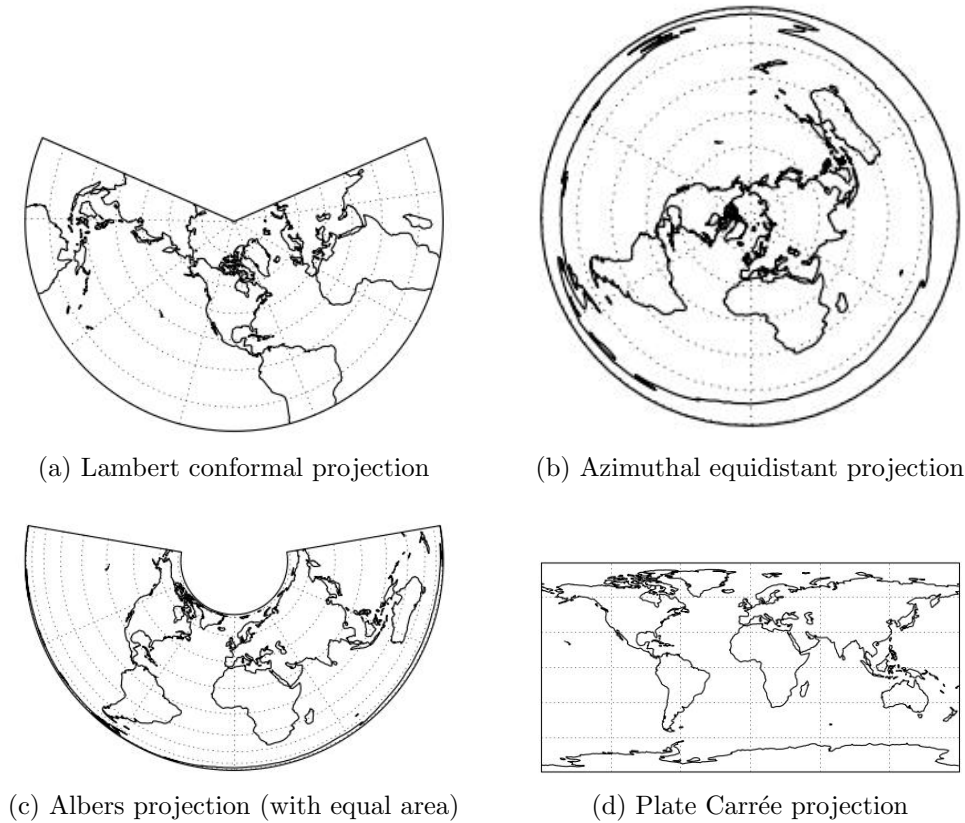 (a) Lambert conformal projection
(b) Azimuthal equidistant projection
(c) Albers projection (with equal area)
(d) Plate Carrée projection